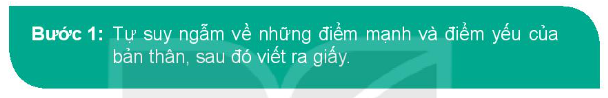 Bước 1: Tự suy ngẫm về những điểm mạnh và điểm yếu của
bản thân, sau đó viết ra giấy.